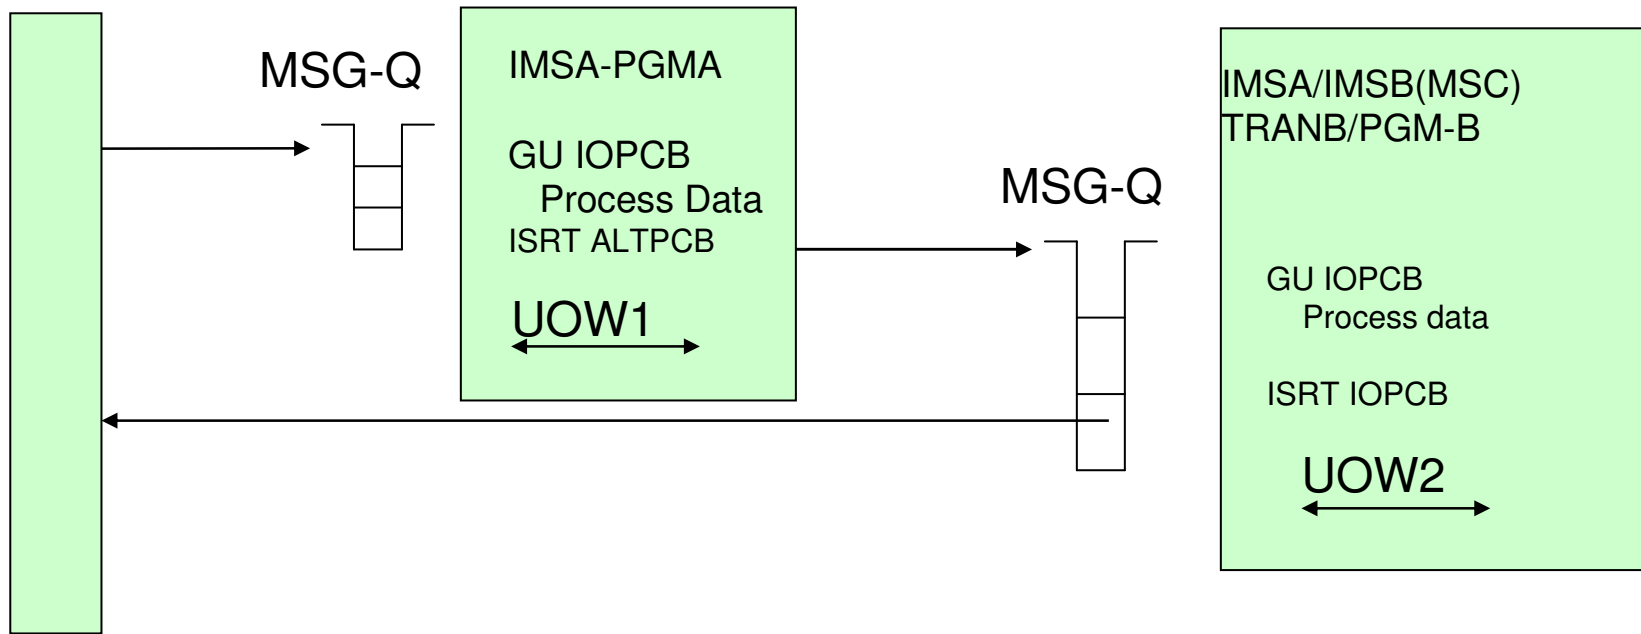 MSG-Q
IMSA-PGMA
GU IOPCB
Process Data
ISRT ALTPCB
UOW1
MSG-Q
IMSA/IMSB(MSC)
TRANB/PGM-B
GU IOPCB
Process data
ISRT IOPCB
UOW2